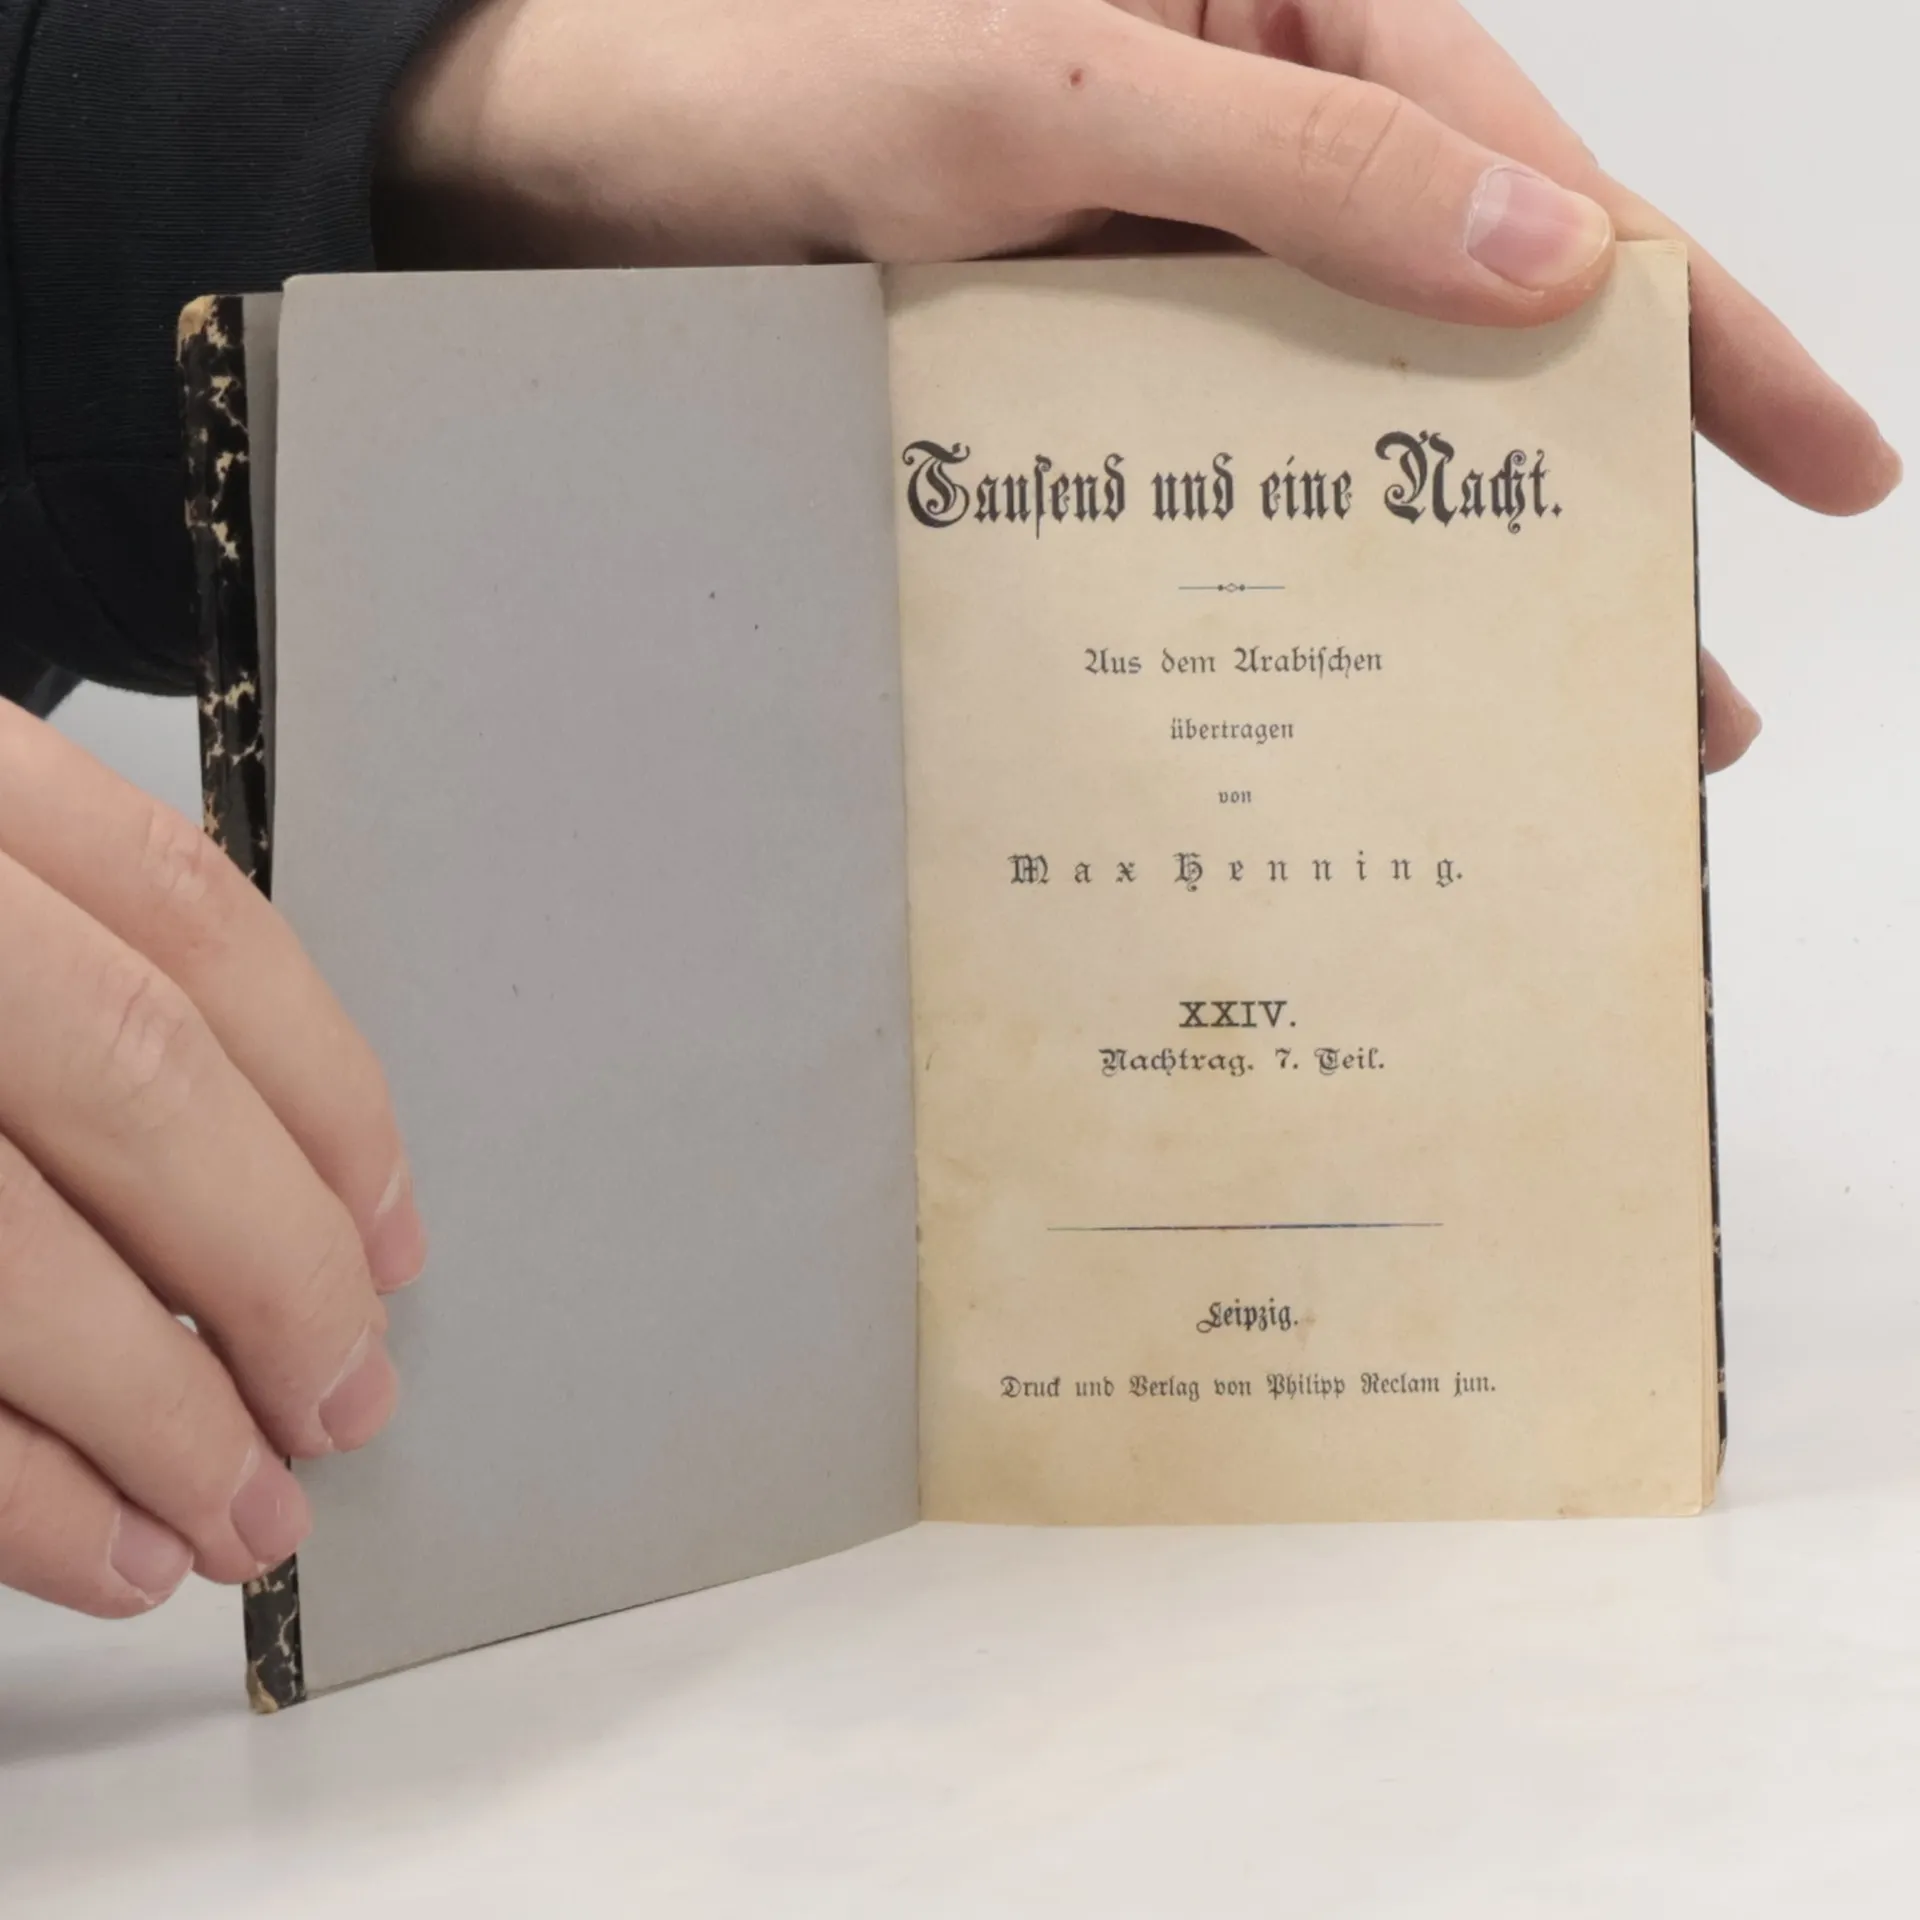 Tauſend und eine Nacht.
Aus dem Arabiſchen
übertragen
von
Max Henning.
XXIV.
Nachtrag. 7. Teil.
Leipzig.
Druck und Verlag von Philipp Reclam jun.